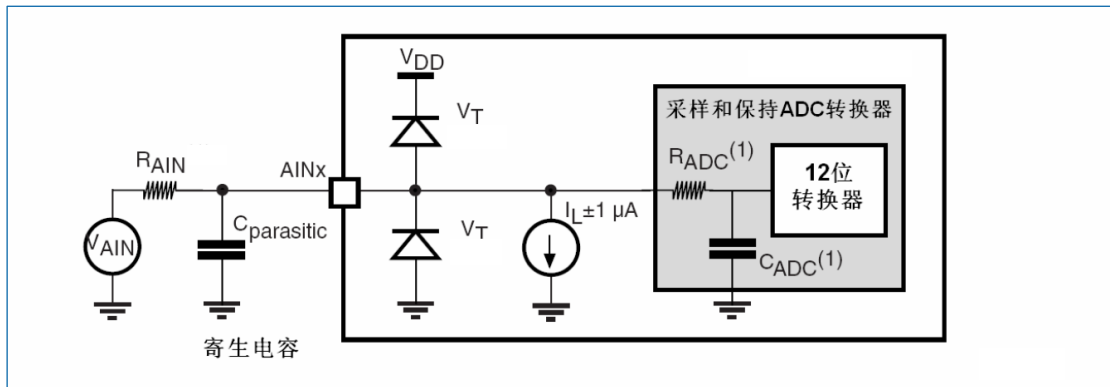 VDD
VT
采样和保持ADC转换器
RAIN
AINx
RADC(1)
12位
转换器
VAIN
Cparasitic
VT
IL±1 µA
CADC(1)
寄生电容